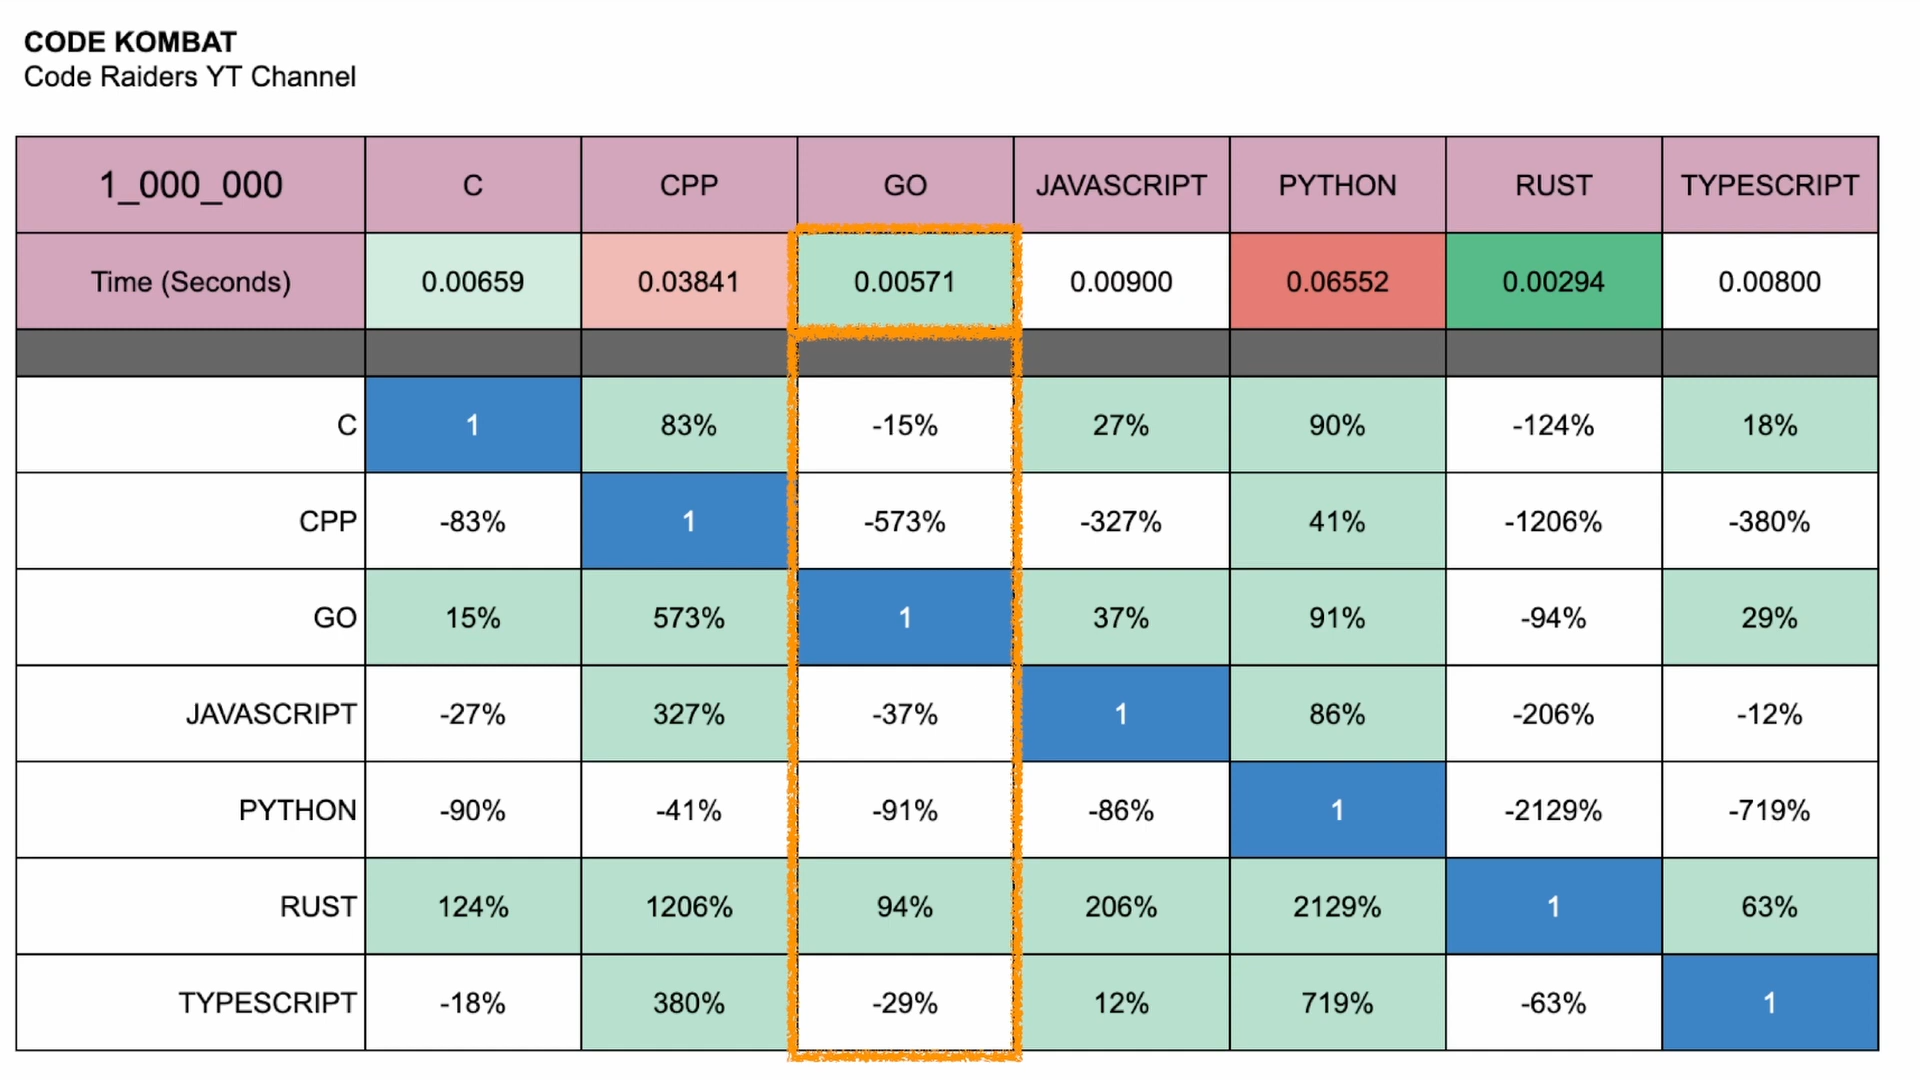 CODE KOMBAT
Code Raiders YT Channel
1_000_000 C CPP GO JAVASCRIPT PYTHON RUST TYPESCRIPT
Time (Seconds) 0.00659 0.03841 0.00571 0.00900 0.06552 0.00294 0.00800
C 1 83% -15% 27% 90% -124% 18%
CPP -83% 1 -573% -327% 41% -1206% -380%
GO 15% 573% 1 37% 91% -94% 29%
JAVASCRIPT -27% 327% -37% 1 86% -206% -12%
PYTHON -90% -41% -91% -86% 1 -2129% -719%
RUST 124% 1206% 94% 206% 2129% 1 63%
TYPESCRIPT -18% 380% -29% 12% 719% -63% 1